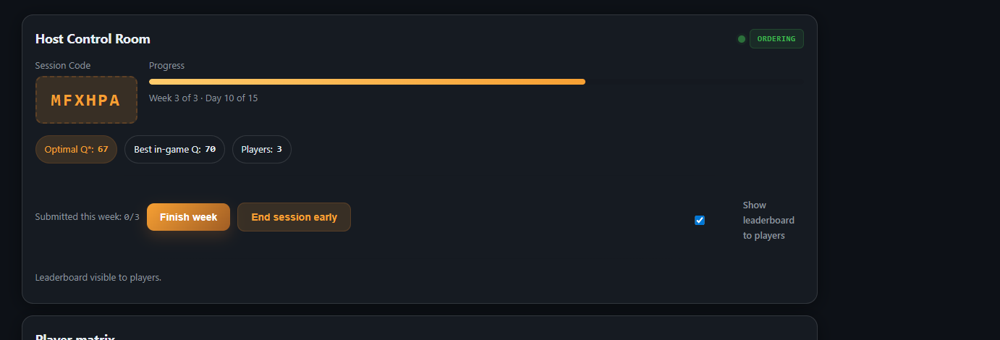 Host Control Room
ORDERING
Session Code
Progress
MFXHPA
Week 3 of 3 · Day 10 of 15
Optimal Q*: 67
Best in-game Q: 70
Players: 3
Submitted this week: 0/3
Finish week
End session early
Show
leaderboard
to players
Leaderboard visible to players.
Player matrix